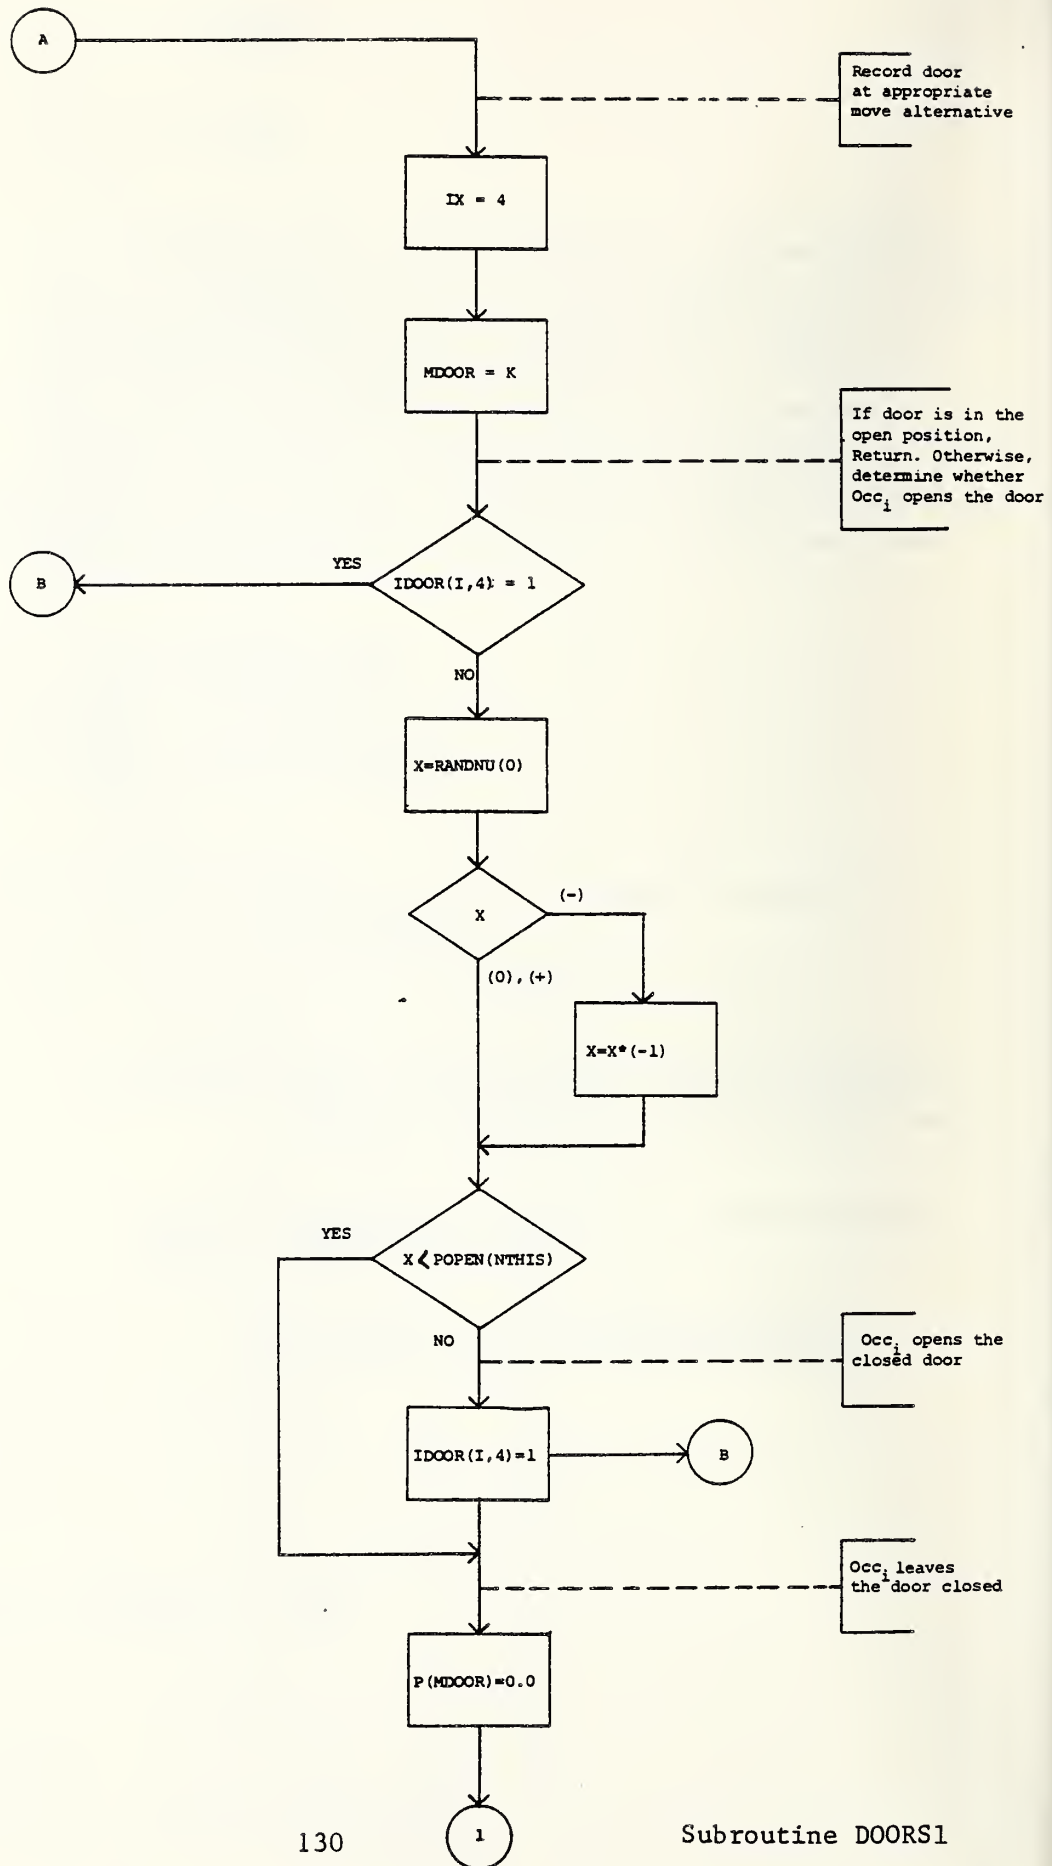 A
Record door
at appropriate
move alternative
IX = 4
MDOOR = K
If door is in the
open position,
Return. Otherwise,
determine whether
Occi opens the door
YES
B
IDOOR(I,4) = 1
NO
X=RANDNU(0)
(-)
X
(0),(+)
X=X*(-1)
YES
X < POPEN(NTHIS)
NO
Occi opens the
closed door
IDOOR(I,4)=1
B
Occi leaves
the door closed
P(MDOOR)=0.0
1
130
Subroutine DOORS1